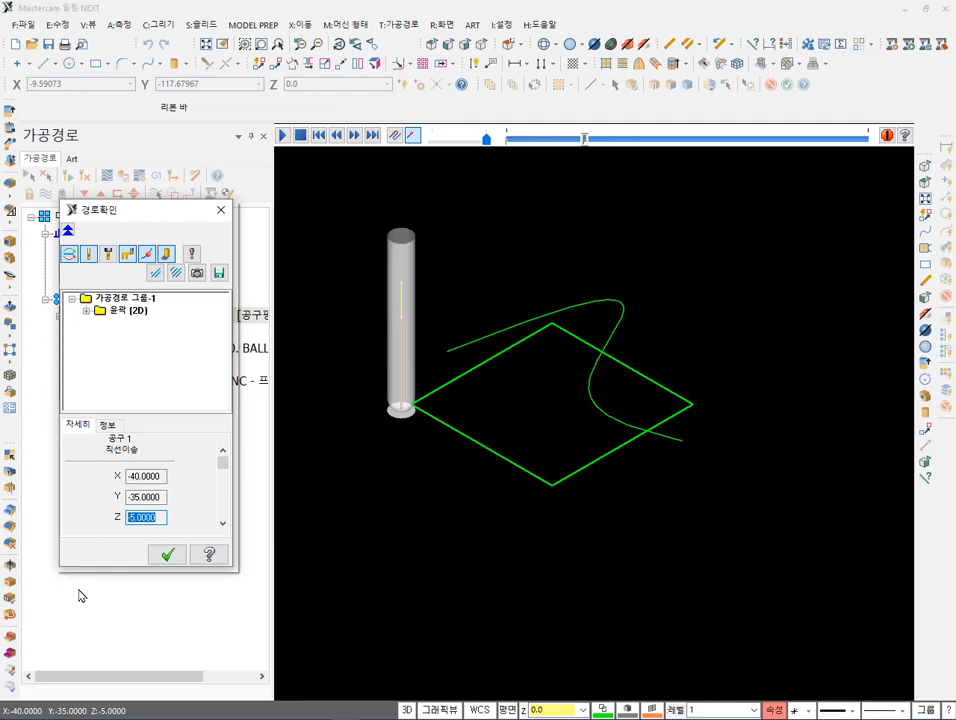 Mastercam 밀링 NEXT
F:파일 E:수정 V:뷰 A:측정 C:그리기 S:솔리드 MODEL PREP X:이동 M:머신 형태 T:가공경로 R:화면 ART I:설정 H:도움말
X -9.59073 Y -117.67967 Z 0.0
리본 바
가공경로
가공경로 Art
G1
경로확인
가공경로 그룹-1
윤곽 (2D)
[공구평
0. BALL
NC - 프
자세히 정보
공구 1
직선이송
X -40.0000
Y -35.0000
Z -5.0000
X:-40.0000 Y:-35.0000 Z:-5.0000 3D 그래픽뷰 WCS 평면 Z 0.0 레벨 1 속성 그룹 ?